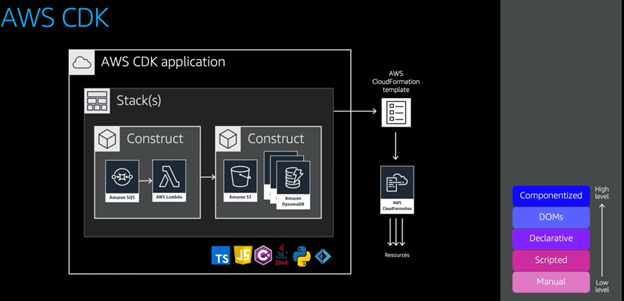 AWS CDK
AWS CDK application
Stack(s)
Construct
Amazon SQS
AWS Lambda
Construct
Amazon S3
Amazon
DynamoDB
TS
JS
C#
Java
AWS
CloudFormation
template
AWS
CloudFormation
Resources
Componentized
DOMs
Declarative
Scripted
Manual
High
level
Low
level